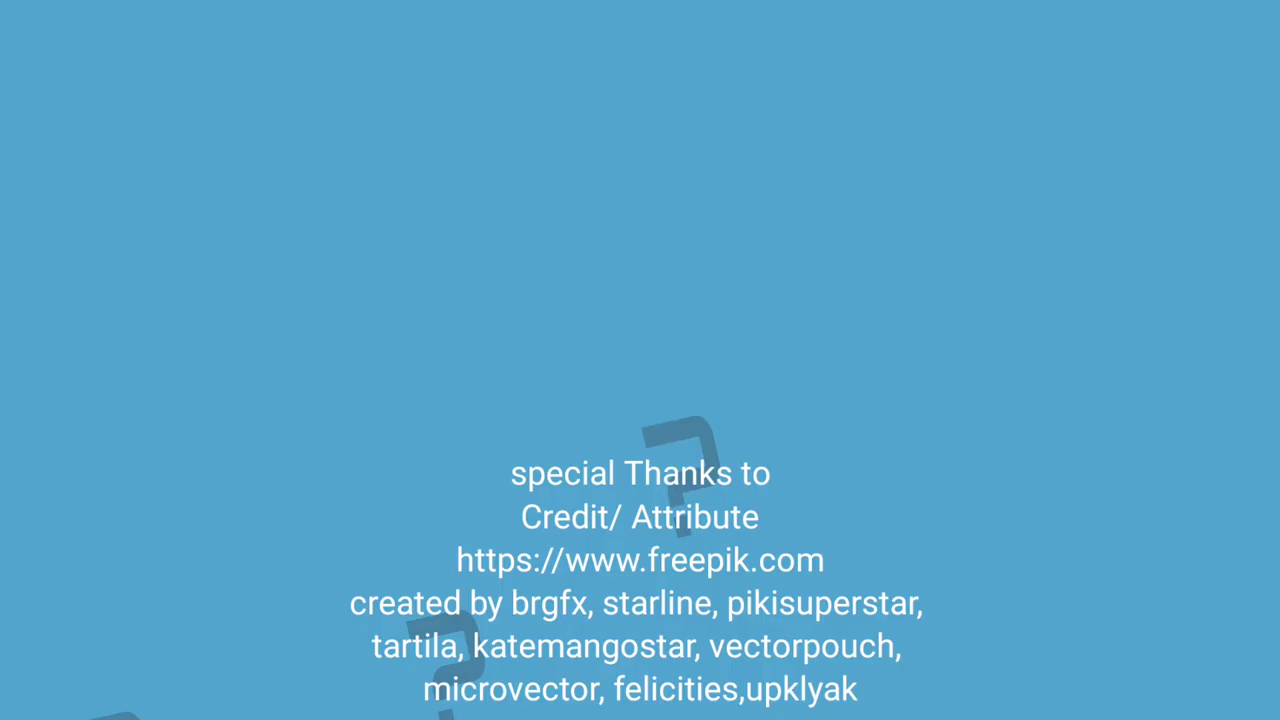 special Thanks to
Credit/ Attribute
https://www.freepik.com
created by brgfx, starline, pikisuperstar,
tartila, katemangostar, vectorpouch,
microvector, felicities,upklyak